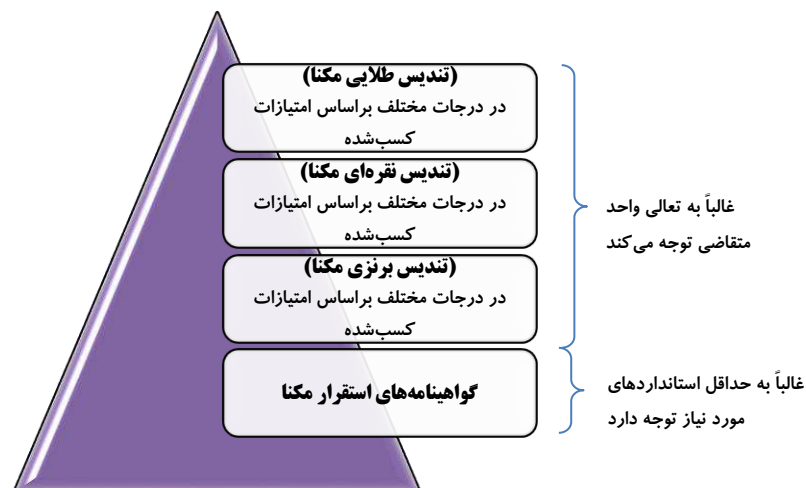 (تندیس طلایی مکنا)
در درجات مختلف براساس امتیازات
کسب‌شده
(تندیس نقره‌ای مکنا)
در درجات مختلف براساس امتیازات
کسب‌شده
(تندیس برنزی مکنا)
در درجات مختلف براساس امتیازات
کسب‌شده
غالباً به تعالی واحد
متقاضی توجه می‌کند
گواهینامه‌های استقرار مکنا
غالباً به حداقل استانداردهای
مورد نیاز توجه دارد